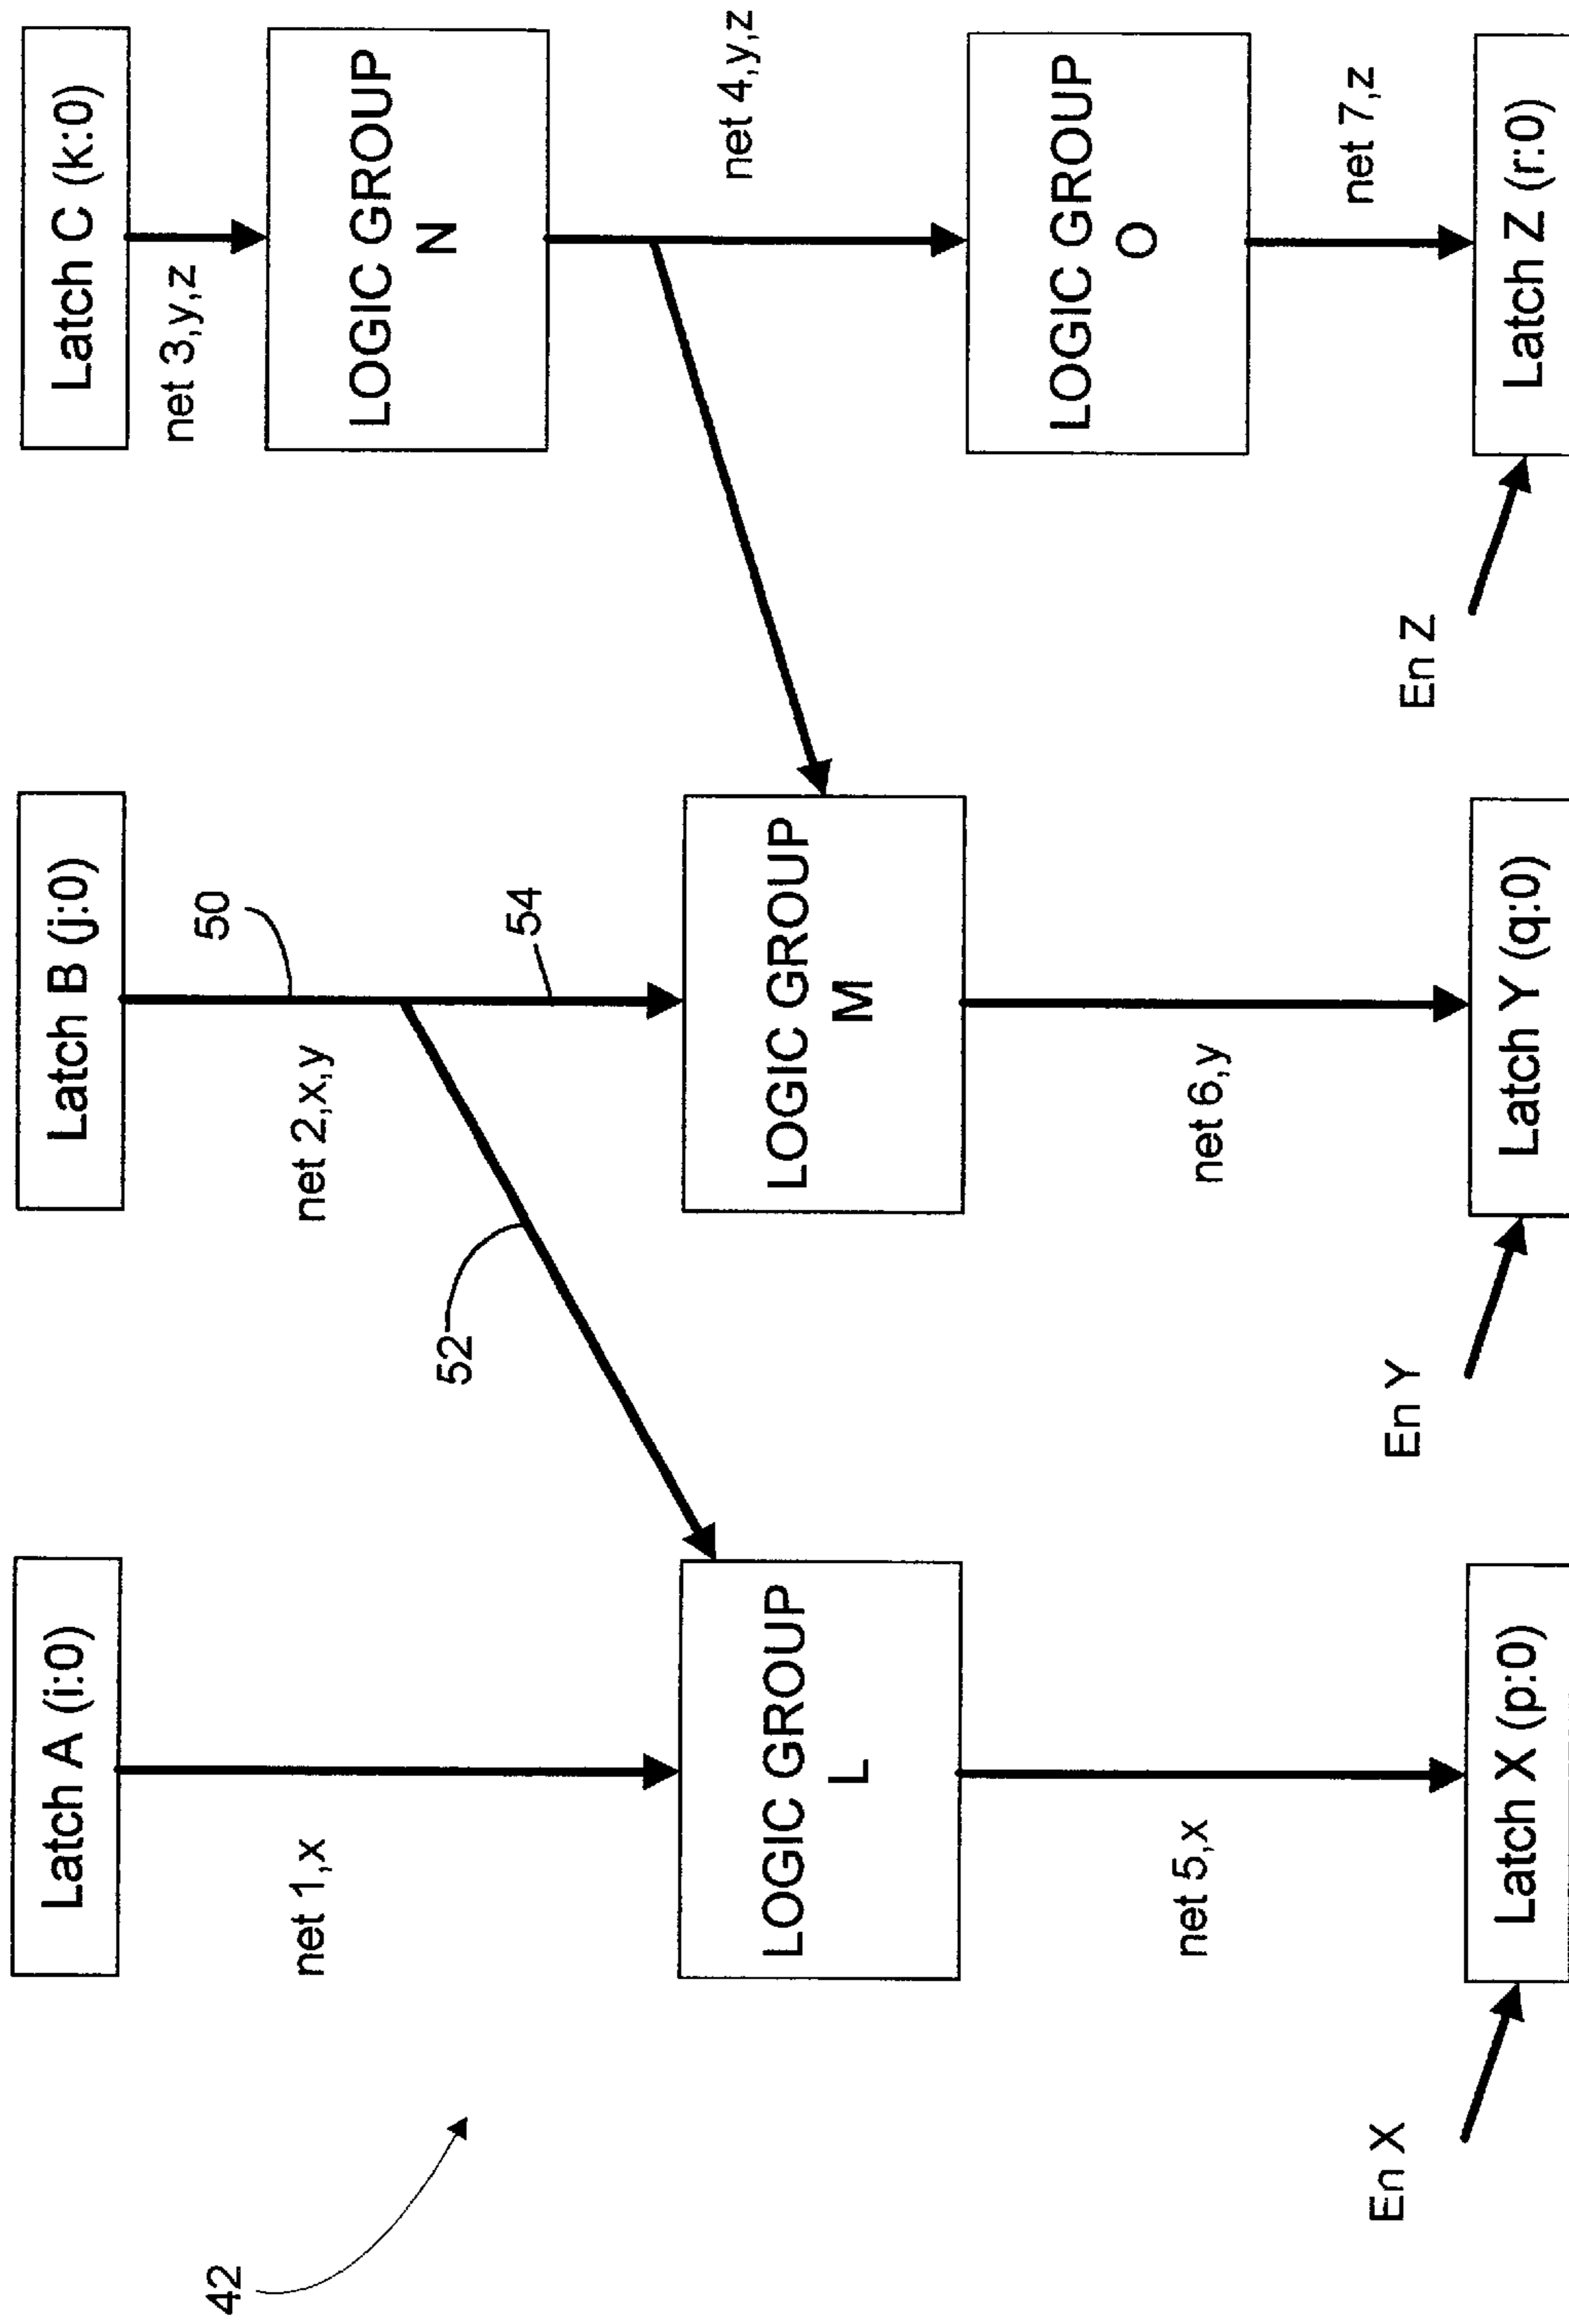 Latch A (i:0)
Latch B (j:0)
Latch C (k:0)
net 3,y,z
42
50
net 1,x
net 2,x,y
LOGIC GROUP
N
52
54
net 4,y,z
LOGIC GROUP
L
LOGIC GROUP
M
LOGIC GROUP
O
net 5,x
net 6,y
net 7,z
En X
En Y
En Z
Latch X (p:0)
Latch Y (q:0)
Latch Z (r:0)